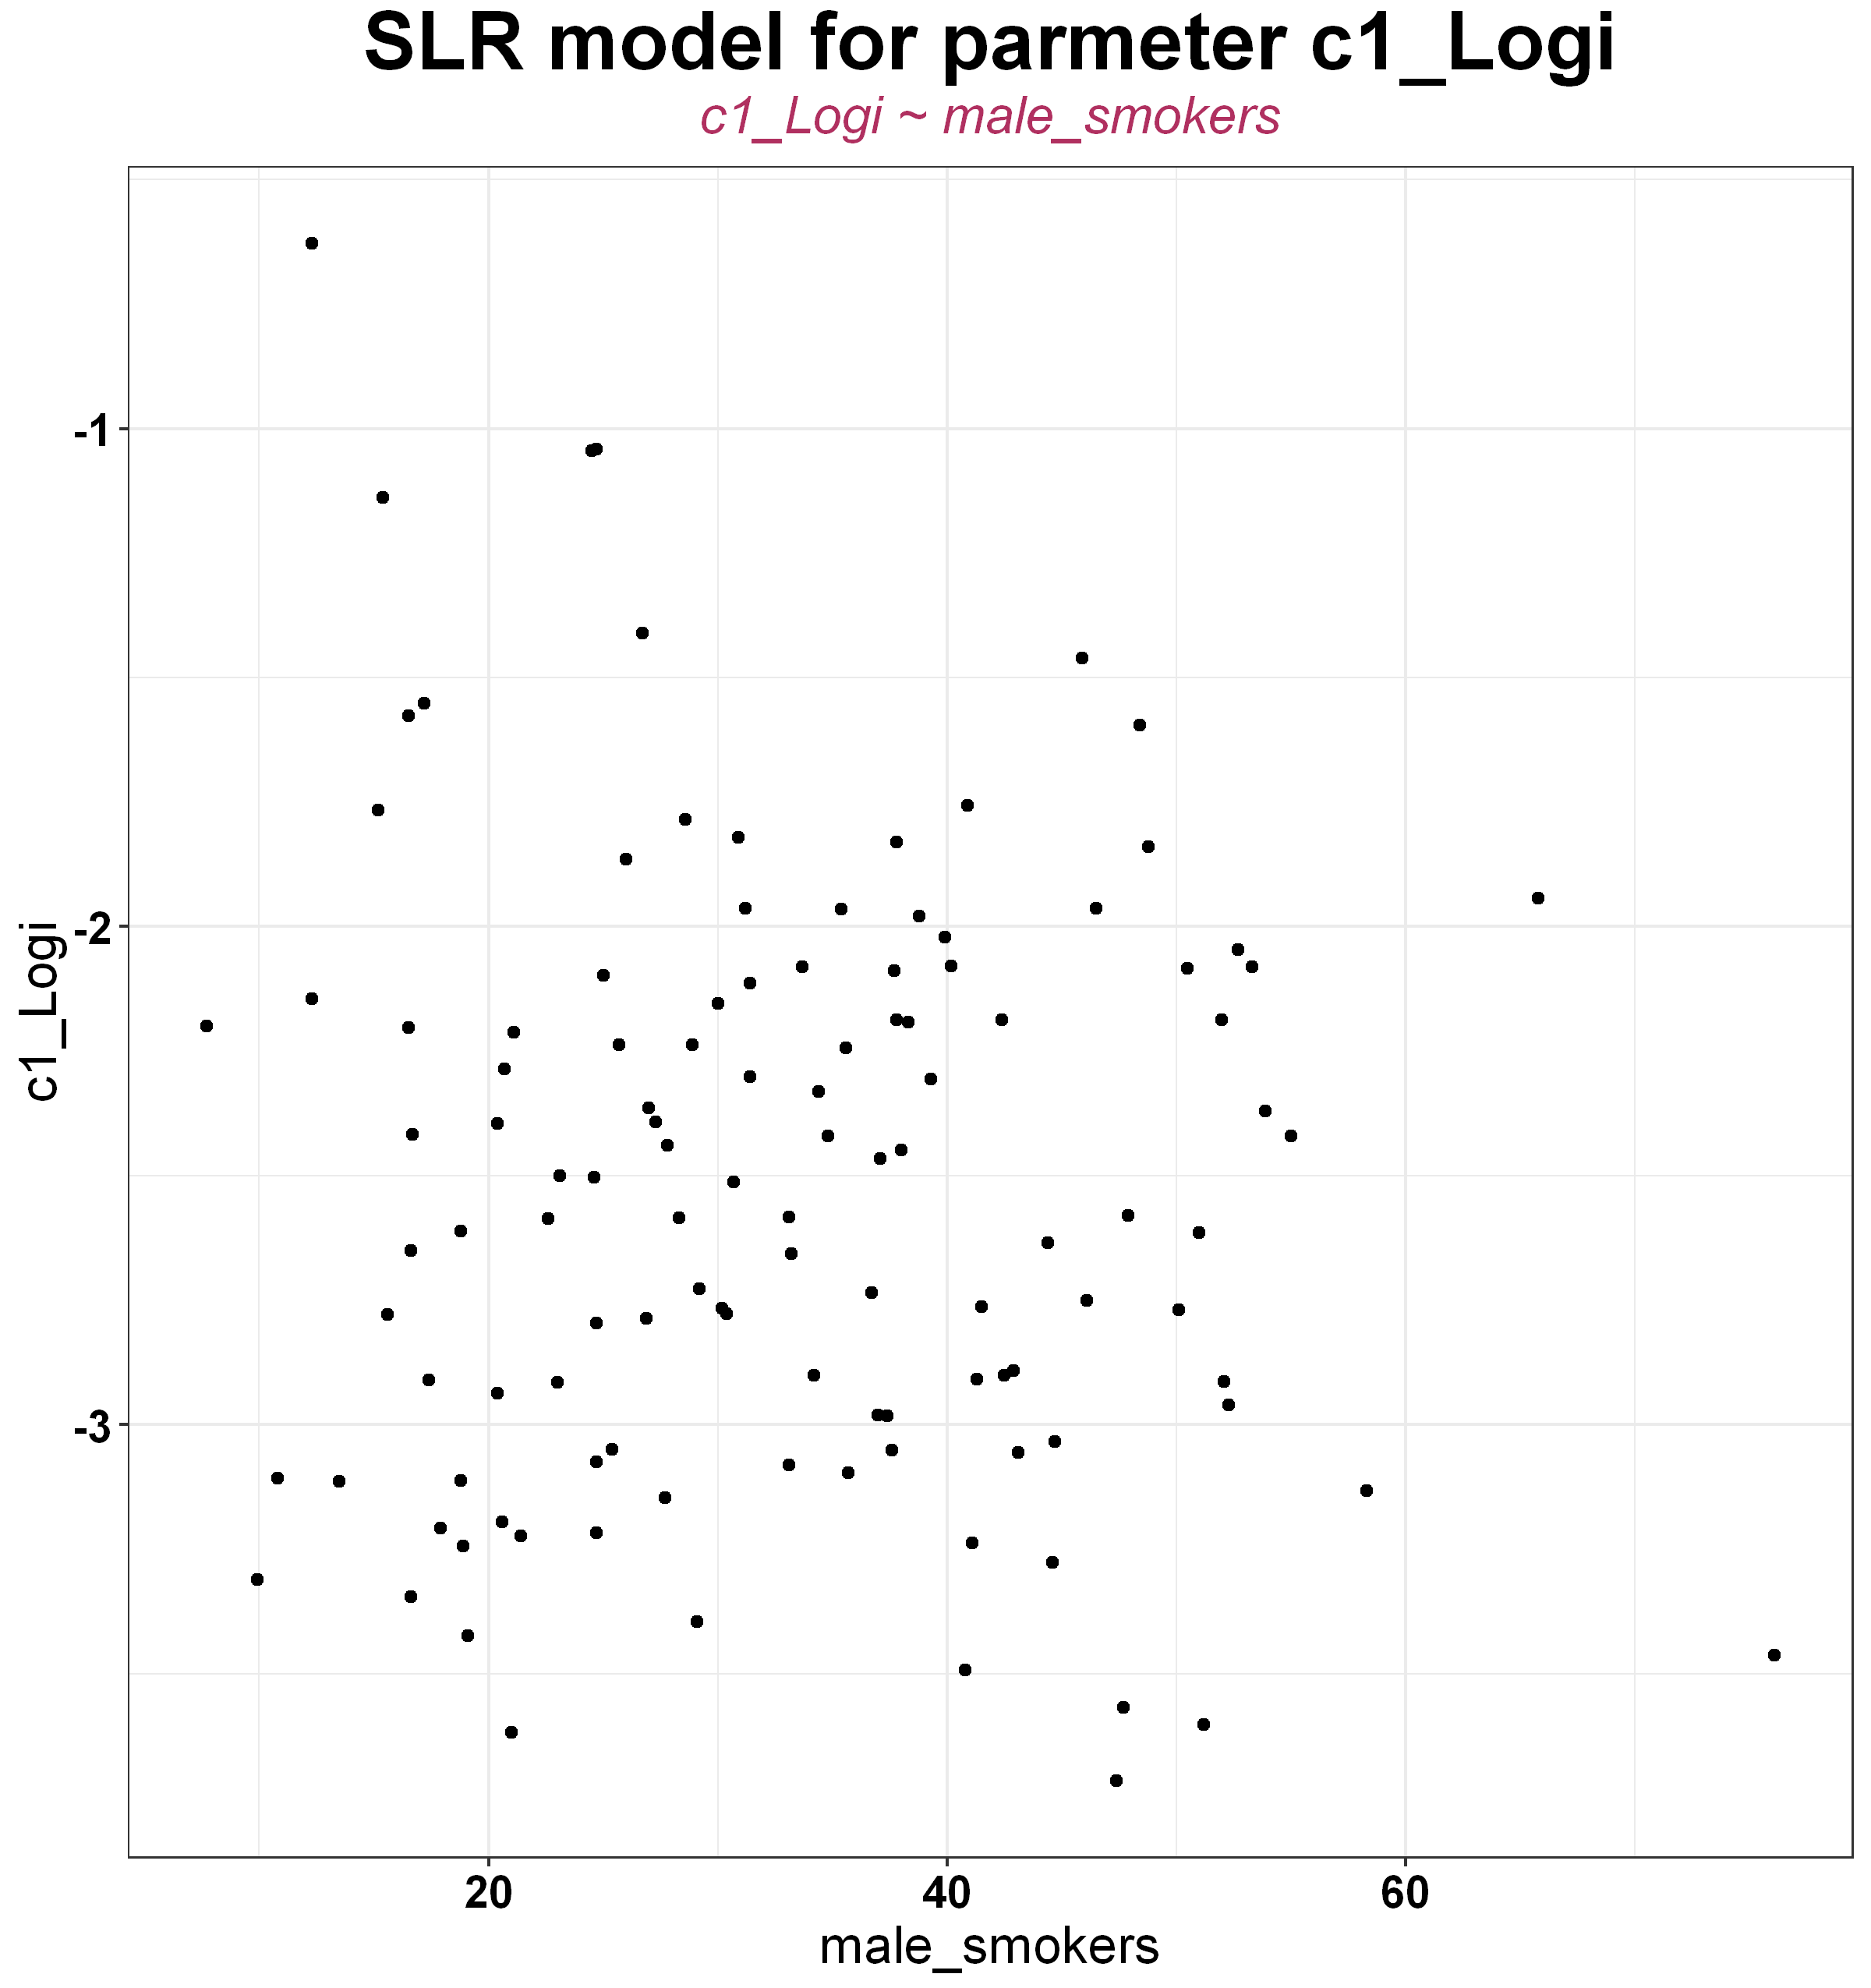 SLR model for parmeter c1_Logi
c1_Logi ~ male_smokers
-1
-2
-3
c1_Logi
20 40 60
male_smokers